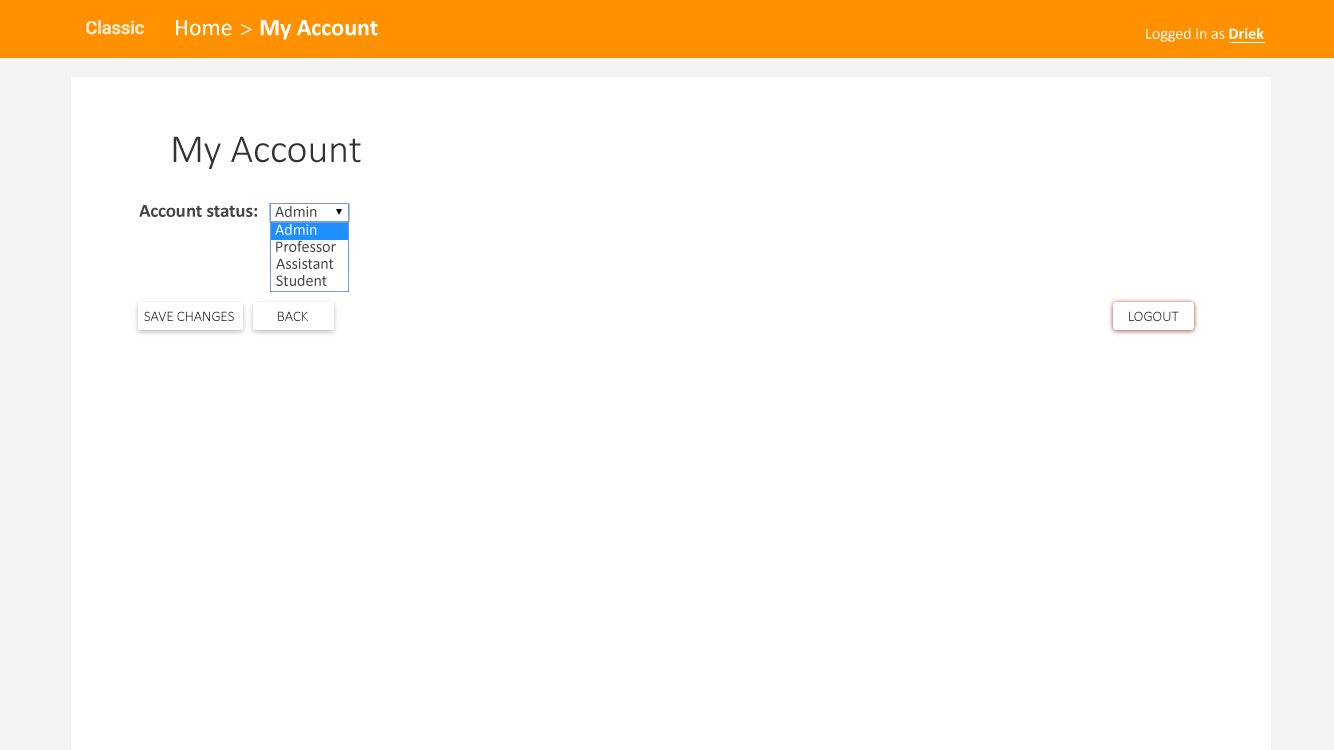 Classic Home > My Account
Logged in as Driek
My Account
Account status: Admin ▼
Admin
Professor
Assistant
Student
SAVE CHANGES BACK LOGOUT